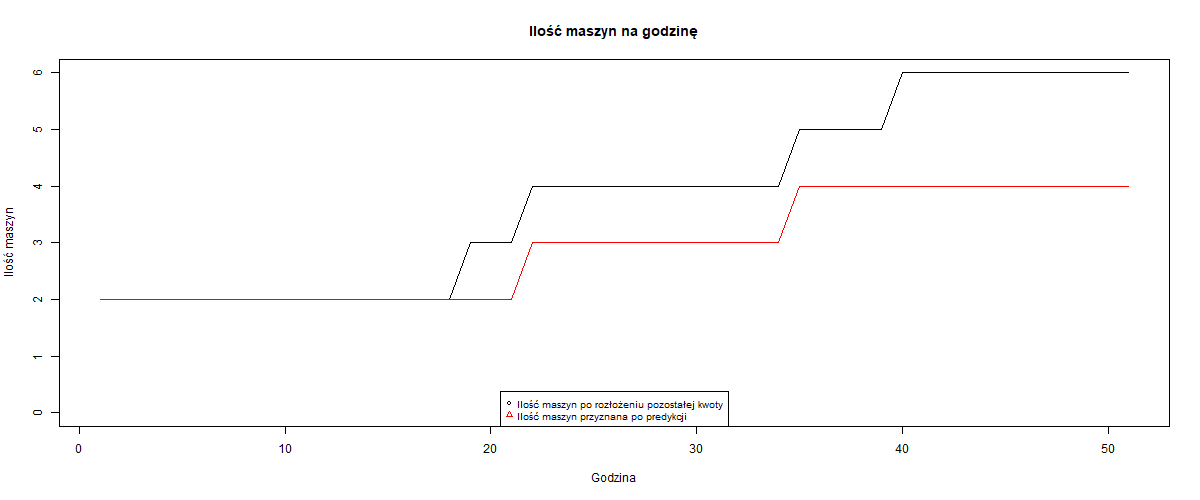 Ilość maszyn na godzinę
Ilość maszyn
6
5
4
3
2
1
0
Ilość maszyn po rozłożeniu pozostałej kwoty
Ilość maszyn przyznana po predykcji
0 10 20 30 40 50
Godzina